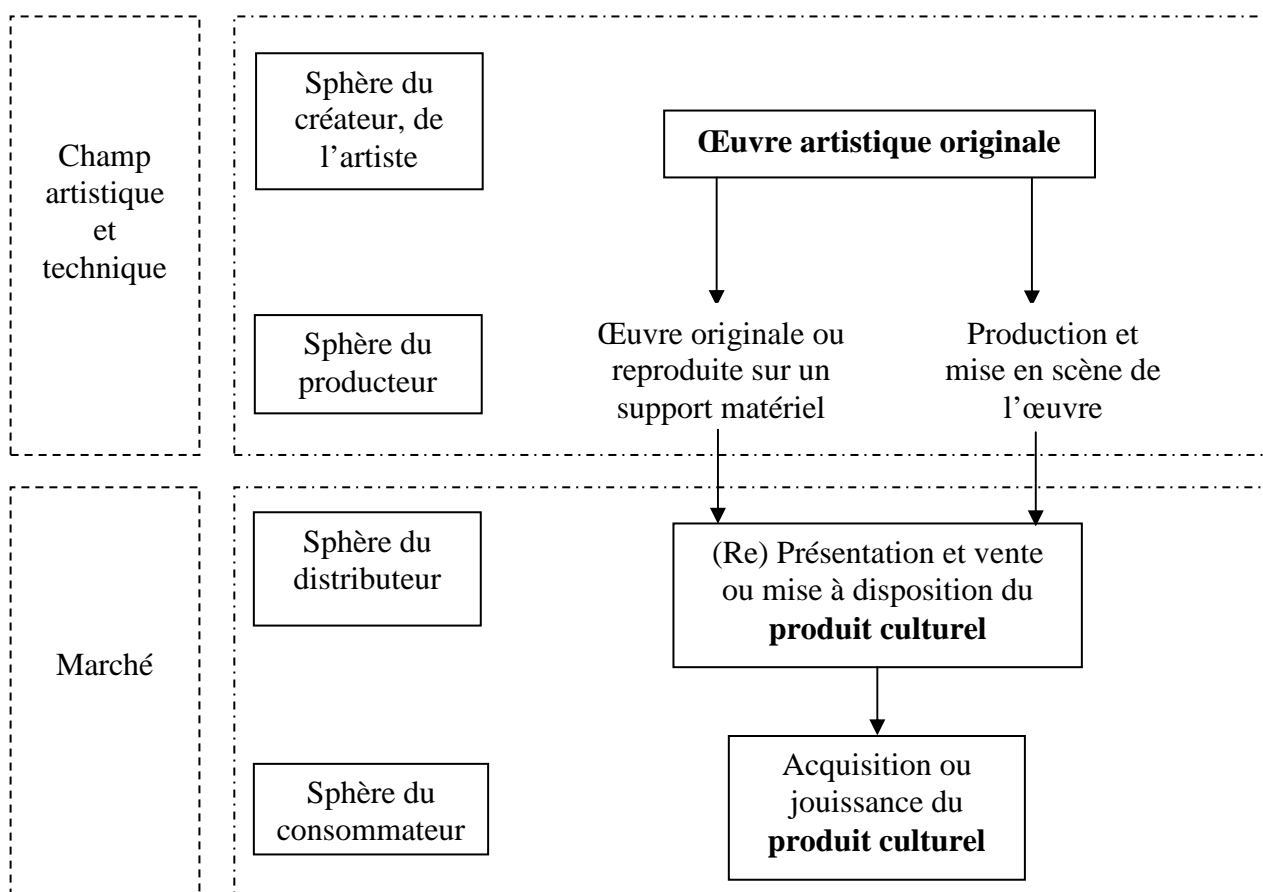 Champ
artistique
et
technique
Sphère du
créateur, de
l’artiste
Œuvre artistique originale
Sphère du
producteur
Œuvre originale ou
reproduite sur un
support matériel
Production et
mise en scène de
l’œuvre
Marché
Sphère du
distributeur
(Re) Présentation et vente
ou mise à disposition du
produit culturel
Sphère du
consommateur
Acquisition ou
jouissance du
produit culturel